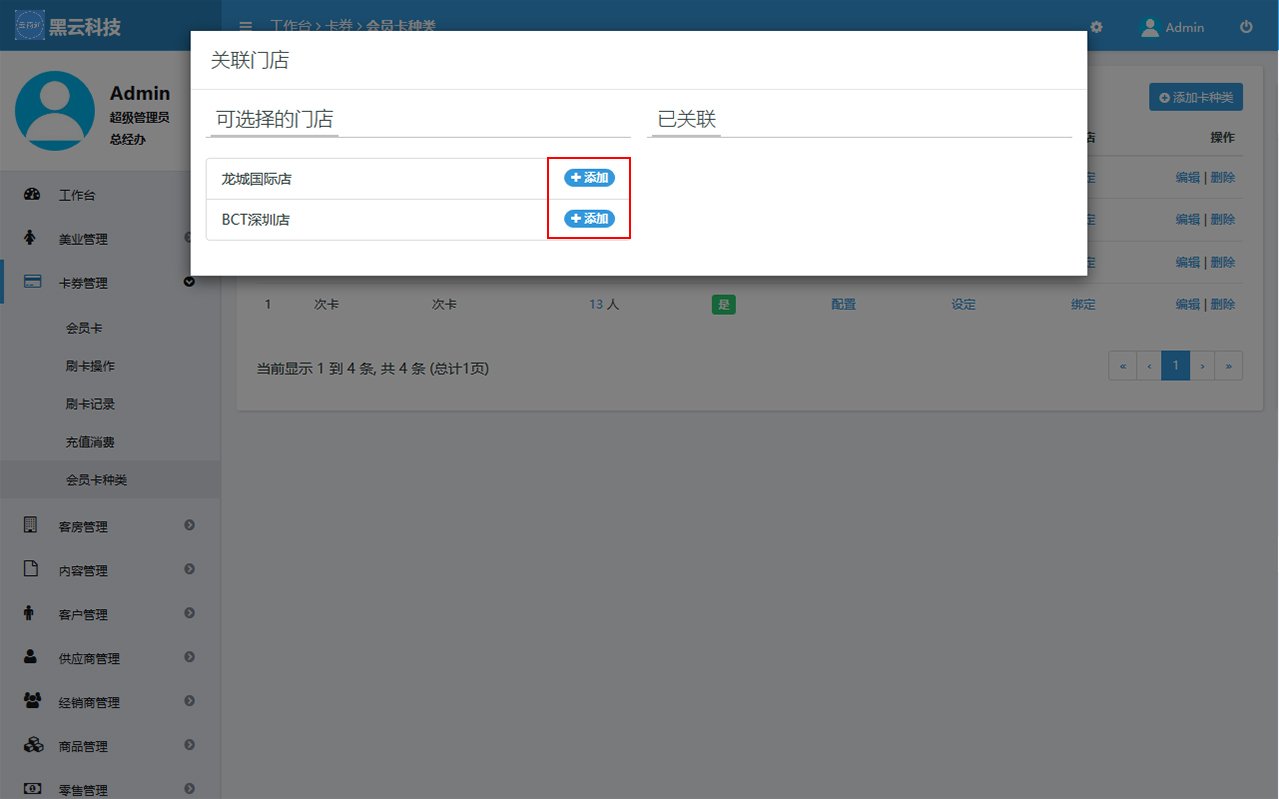 黑云科技
工作台 > 卡券 > 会员卡种类
Admin
Admin
超级管理员
总经办
工作台
美业管理
卡券管理
会员卡
刷卡操作
刷卡记录
充值消费
会员卡种类
客房管理
内容管理
客户管理
供应商管理
经销商管理
商品管理
零售管理
关联门店
可选择的门店
已关联
龙城国际店 添加
BCT深圳店 添加
添加卡种类
店 操作
定 编辑 | 删除
定 编辑 | 删除
定 编辑 | 删除
1 次卡 次卡 13 人 是 配置 设定 绑定 编辑 | 删除
当前显示 1 到 4 条, 共 4 条 (总计1页)
« ‹ 1 › »